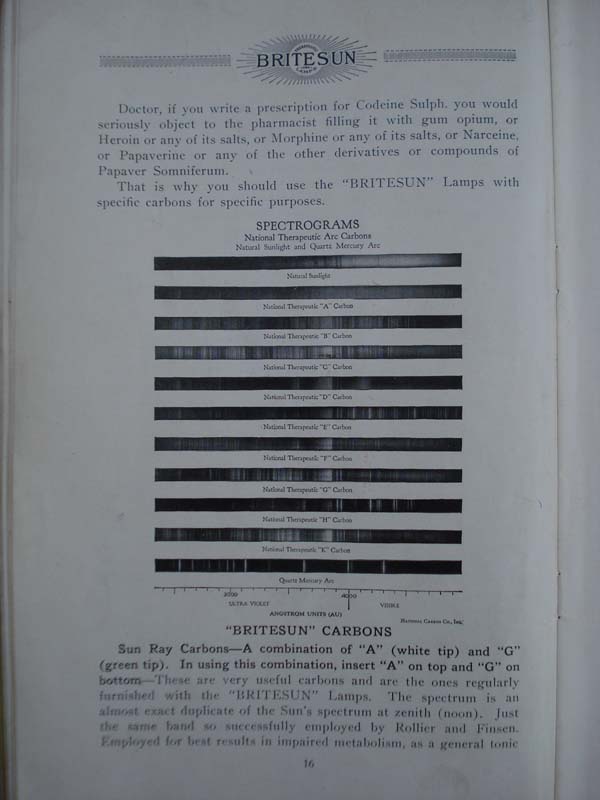 THERAPEUTIC
BRITESUN
LAMPS
Doctor, if you write a prescription for Codeine Sulph. you would
seriously object to the pharmacist filling it with gum opium, or
Heroin or any of its salts, or Morphine or any of its salts, or Narceine,
or Papaverine or any of the other derivatives or compounds of
Papaver Somniferum.
That is why you should use the "BRITESUN" Lamps with
specific carbons for specific purposes.
SPECTROGRAMS
National Therapeutic Arc Carbons
Natural Sunlight and Quartz Mercury Arc
Natural Sunlight
National Therapeutic "A" Carbon
National Therapeutic "B" Carbon
National Therapeutic "C" Carbon
National Therapeutic "D" Carbon
National Therapeutic "E" Carbon
National Therapeutic "F" Carbon
National Therapeutic "G" Carbon
National Therapeutic "H" Carbon
National Therapeutic "K" Carbon
Quartz Mercury Arc
4000
ULTRA VIOLET VISIBLE
ANGSTROM UNITS (AU)
NATIONAL CARBON CO., Inc.
"BRITESUN" CARBONS
Sun Ray Carbons—A combination of "A" (white tip) and "G"
(green tip). In using this combination, insert "A" on top and "G" on
bottom—These are very useful carbons and are the ones regularly
furnished with the "BRITESUN" Lamps. The spectrum is an
almost exact duplicate of the Sun's spectrum at zenith (noon). Just
the same band so successfully employed by Rollier and Finsen.
Employed for best results in impaired metabolism, as a general tonic
16